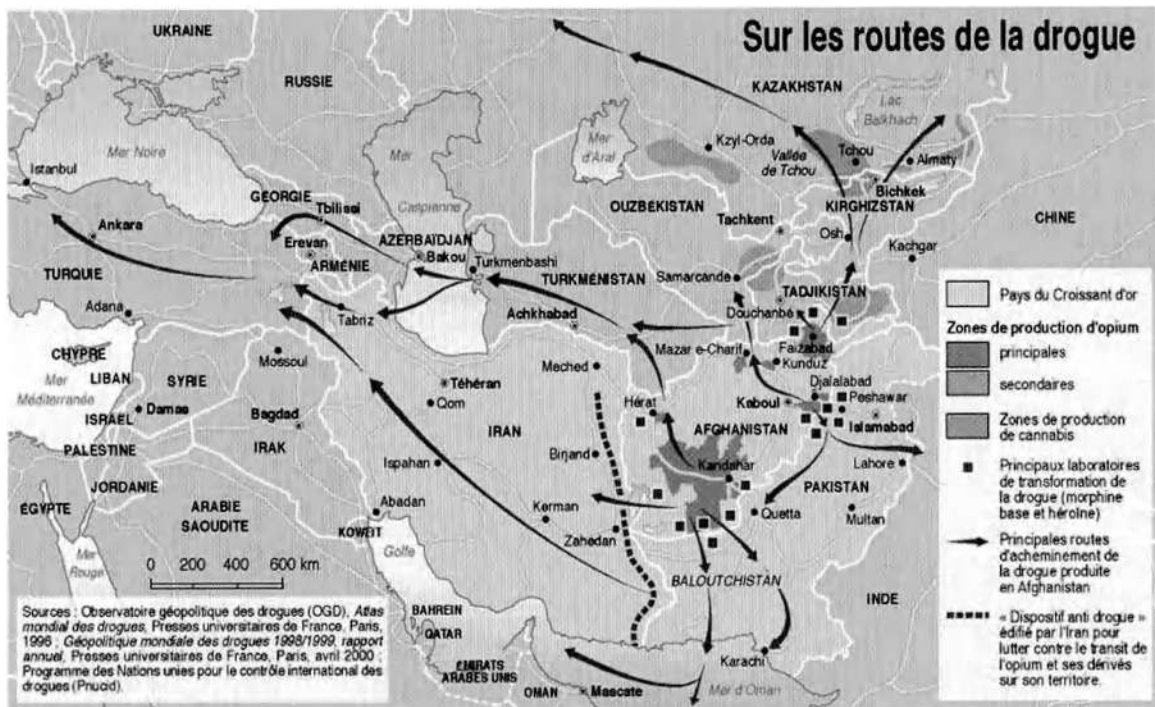 Sur les routes de la drogue
UKRAINE
RUSSIE
KAZAKHSTAN
Lac
Balkhach
Mer
d'Aral
Kzyl-Orda
Vallée
de Tchou
Tchou
Almaty
Mer Noire
Mer
Caspienne
Istanbul
Bichkek
GÉORGIE
Tbilissi
OUZBÉKISTAN
KIRGHIZSTAN
CHINE
Tachkent
Ankara
Erevan
AZERBAÏDJAN
Bakou
Osh
Kachgar
ARMÉNIE
Turkmenbashi
TURQUIE
TURKMÉNISTAN
Samarcande
TADJIKISTAN
Adana
Tabriz
Achkhabad
Douchanbé
Faizabad
Mazar e-Charif
Kunduz
CHYPRE
Mossoul
Meched
Djalalabad
LIBAN
SYRIE
Téhéran
Peshawar
Mer
Méditerranée
Qom
Hérat
Kaboul
Islamabad
ISRAEL
Damas
Bagdad
IRAN
AFGHANISTAN
PALESTINE
IRAK
Birjand
Lahore
Ispahan
Kandahar
JORDANIE
PAKISTAN
ÉGYPTE
ARABIE
SAOUDITE
Abadan
Kerman
Quetta
Multan
KOWEIT
Zahedan
Mer
Rouge
0 200 400 600 km
Golfe
BALOUTCHISTAN
INDE
BAHREIN
QATAR
Karachi
ÉMIRATS
ARABES UNIS
OMAN
Mascate
Mer d'Oman
Pays du Croissant d'or
Zones de production d'opium
principales
secondaires
Zones de production
de cannabis
Principaux laboratoires
de transformation de
la drogue (morphine
base et héroïne)
Principales routes
d'acheminement de
la drogue produite
en Afghanistan
« Dispositif anti drogue »
édifié par l'Iran pour
lutter contre le transit de
l'opium et ses dérivés
sur son territoire.
Sources : Observatoire géopolitique des drogues (OGD), Atlas
mondial des drogues, Presses universitaires de France, Paris,
1996 ; Géopolitique mondiale des drogues 1998/1999, rapport
annuel, Presses universitaires de France, Paris, avril 2000 ;
Programme des Nations unies pour le contrôle international des
drogues (Pnucid).